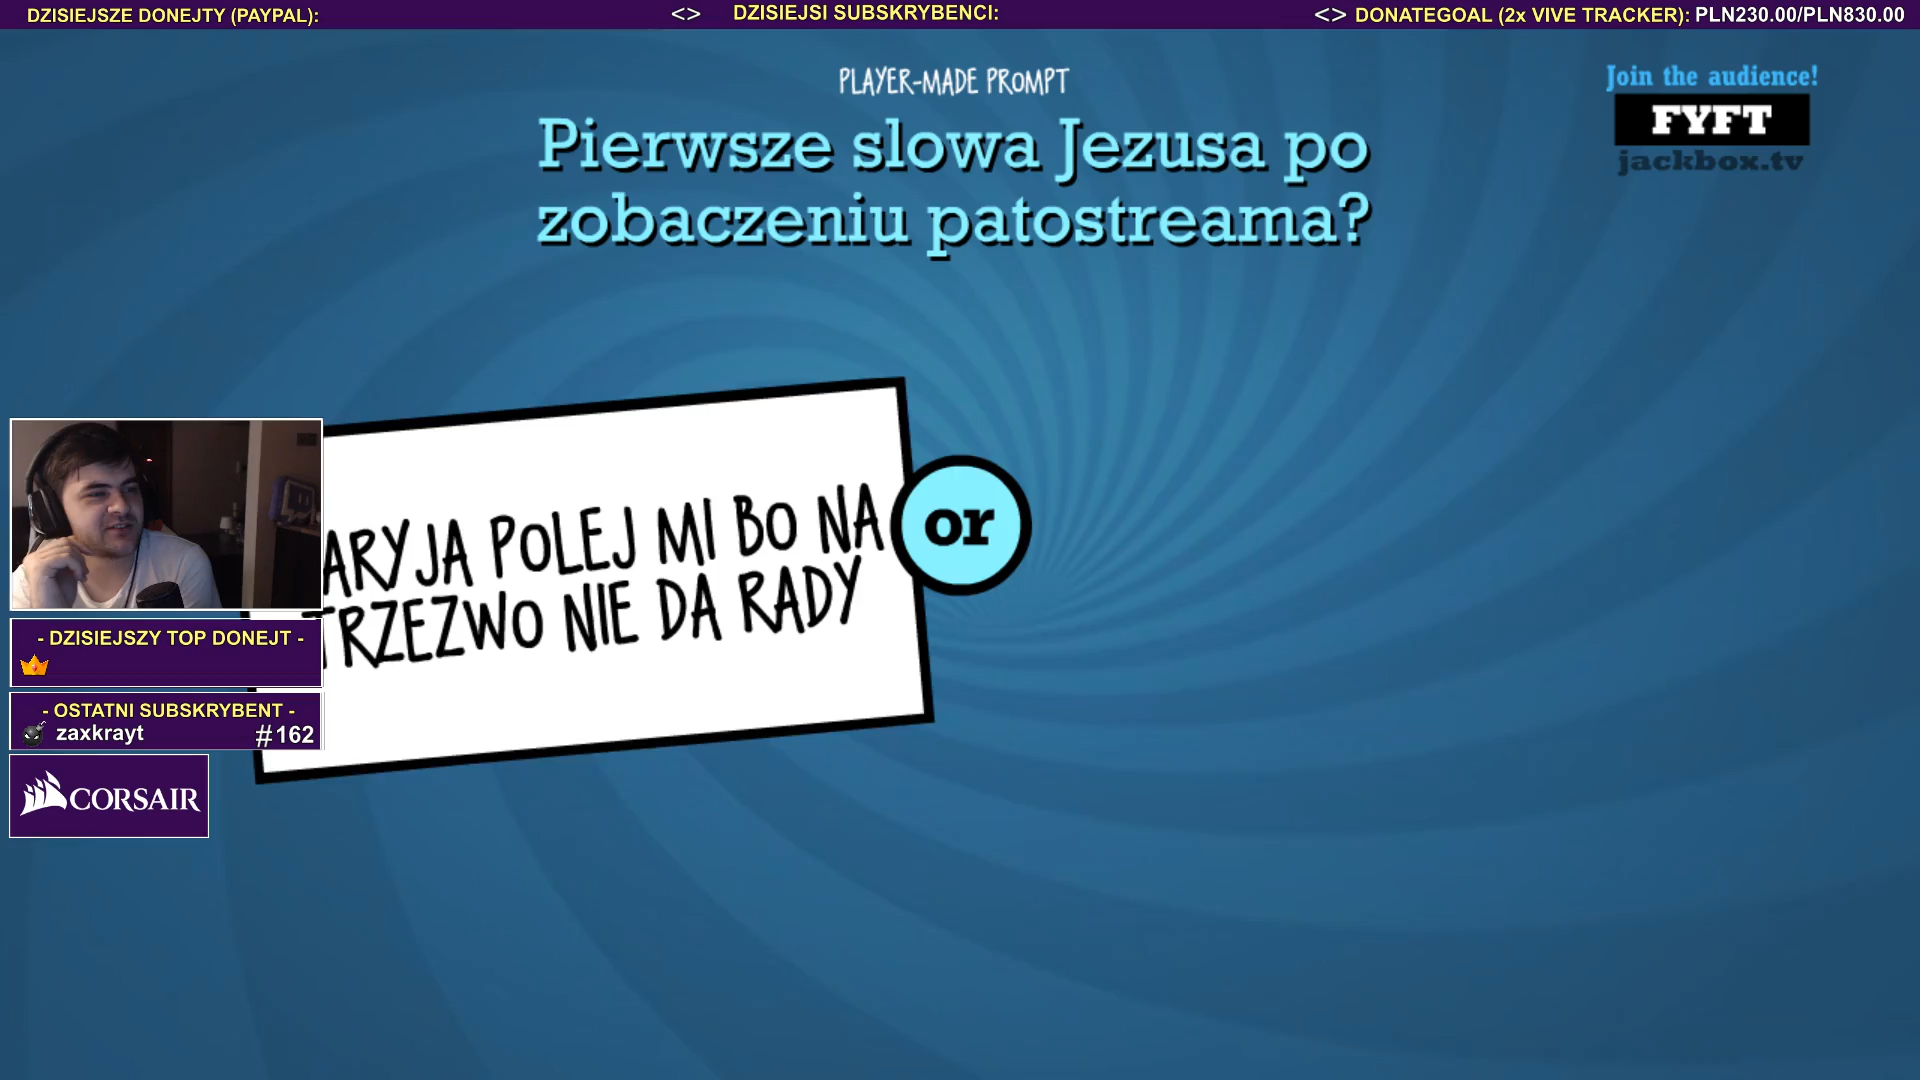 DZISIEJSZE DONEJTY (PAYPAL): <> DZISIEJSI SUBSKRYBENCI: <> DONATEGOAL (2x VIVE TRACKER): PLN230.00/PLN830.00
PLAYER-MADE PROMPT
Pierwsze slowa Jezusa po
zobaczeniu patostreama?
Join the audience!
FYFT
jackbox.tv
ARYJA POLEJ MI BO NA
TRZEZWO NIE DA RADY
or
- DZISIEJSZY TOP DONEJT -
- OSTATNI SUBSKRYBENT -
zaxkrayt #162
CORSAIR